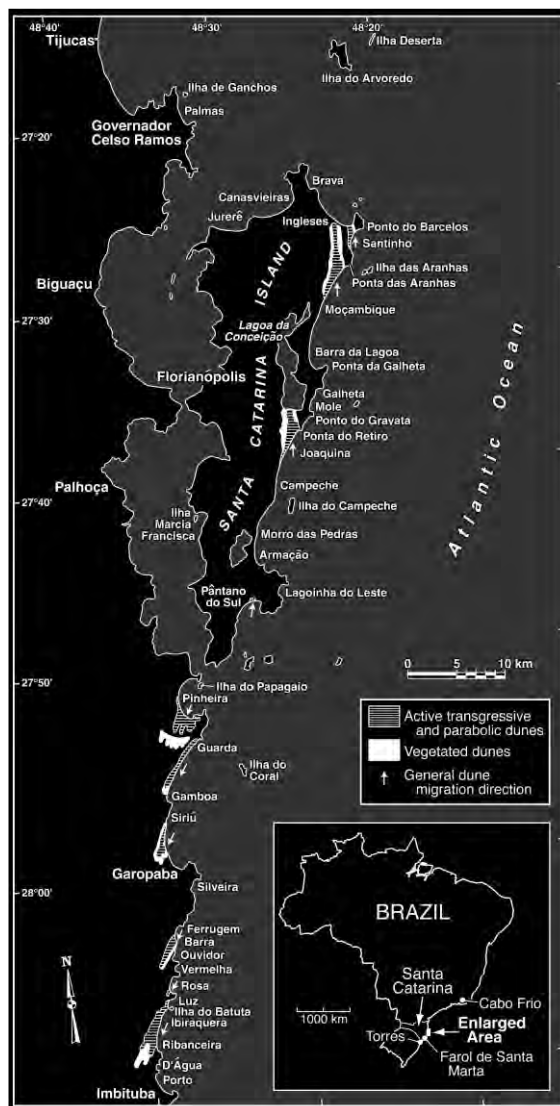 48°40'
48°30'
48°20'
Tijucas
Ilha Deserta
Ilha do Arvoredo
Ilha de Ganchos
Palmas
Governador
Celso Ramos
27°20'
Brava
Canasvieiras
Jurerê
Ingleses
Ponto do Barcelos
Santinho
Ilha das Aranhas
Ponta das Aranhas
Biguaçu
Moçambique
27°30'
Lagoa da
Conceição
Barra da Lagoa
Ponta da Galheta
Florianópolis
Galheta
Mole
Ponto do Gravata
Ponta do Retiro
Joaquina
SANTA CATARINA ISLAND
Atlantic Ocean
Palhoça
Campeche
27°40'
Ilha do Campeche
Ilha
Marcia
Francisca
Morro das Pedras
Armação
Pântano
do Sul
Lagoinha do Leste
0 5 10 km
27°50'
Ilha do Papagaio
Pinheira
Active transgressive
and parabolic dunes
Vegetated dunes
General dune
migration direction
Guarda
Ilha do
Coral
Gamboa
Siriú
Garopaba
28°00'
Silveira
Ferrugem
Barra
Ouvidor
Vermelha
N
Rosa
Luz
Ilha do Batuta
Ibiraquera
Ribanceira
D'Água
Porto
Imbituba
BRAZIL
Santa
Catarina
Cabo Frio
1000 km
Enlarged
Area
Torres
Farol de Santa
Marta